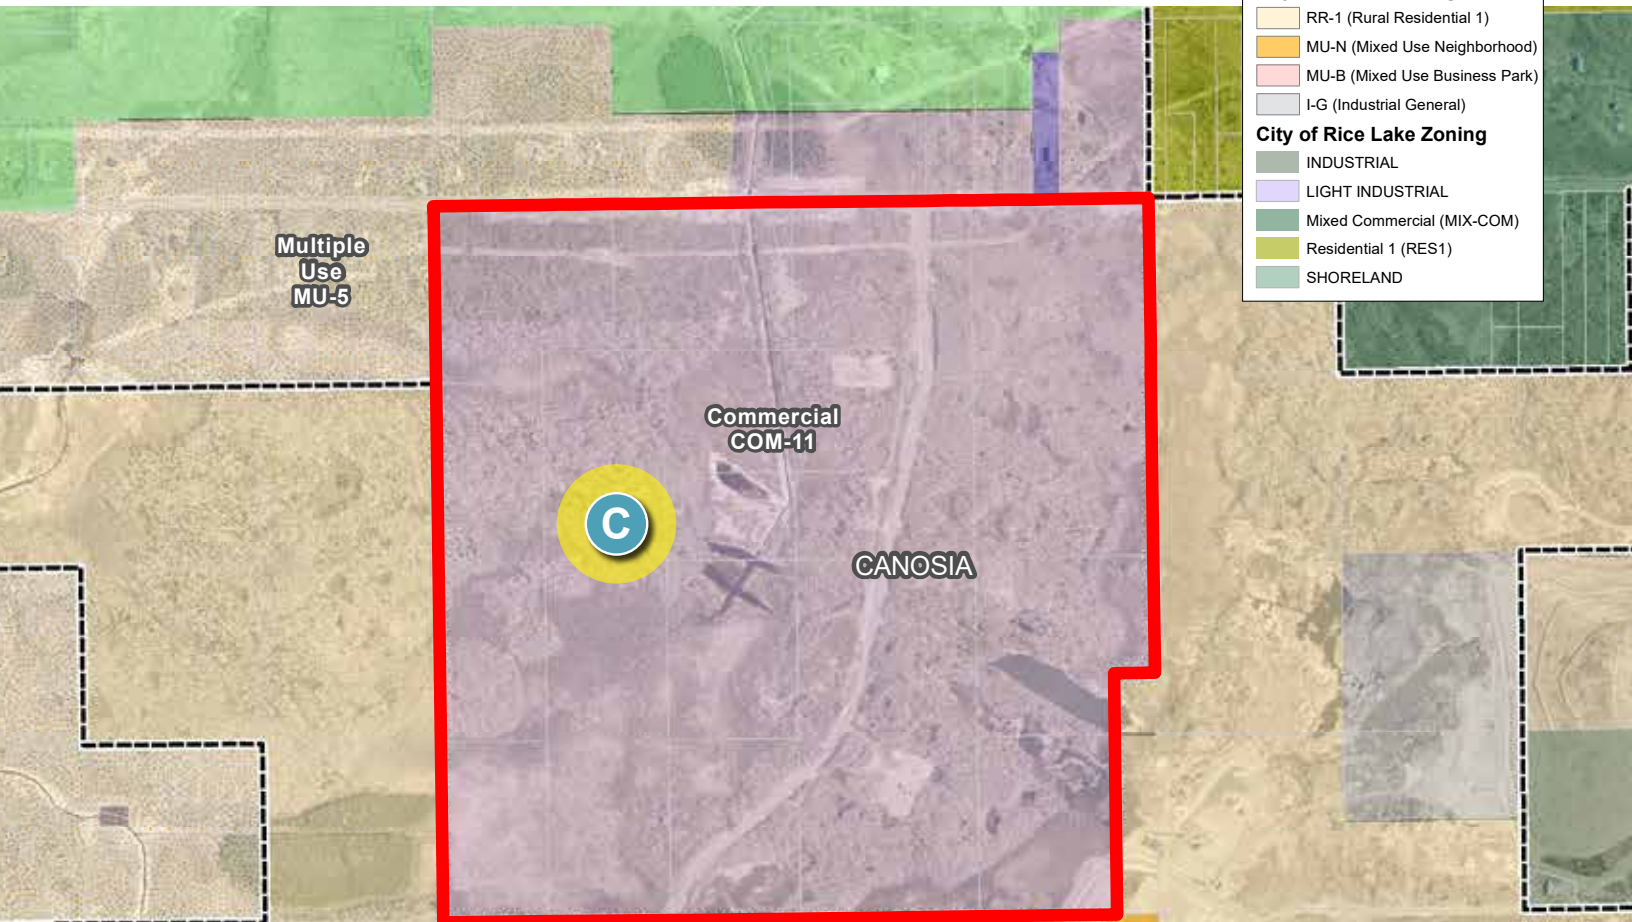 RR-1 (Rural Residential 1)
MU-N (Mixed Use Neighborhood)
MU-B (Mixed Use Business Park)
I-G (Industrial General)
City of Rice Lake Zoning
INDUSTRIAL
LIGHT INDUSTRIAL
Mixed Commercial (MIX-COM)
Residential 1 (RES1)
SHORELAND
Multiple
Use
MU-5
Commercial
COM-11
C
CANOSIA